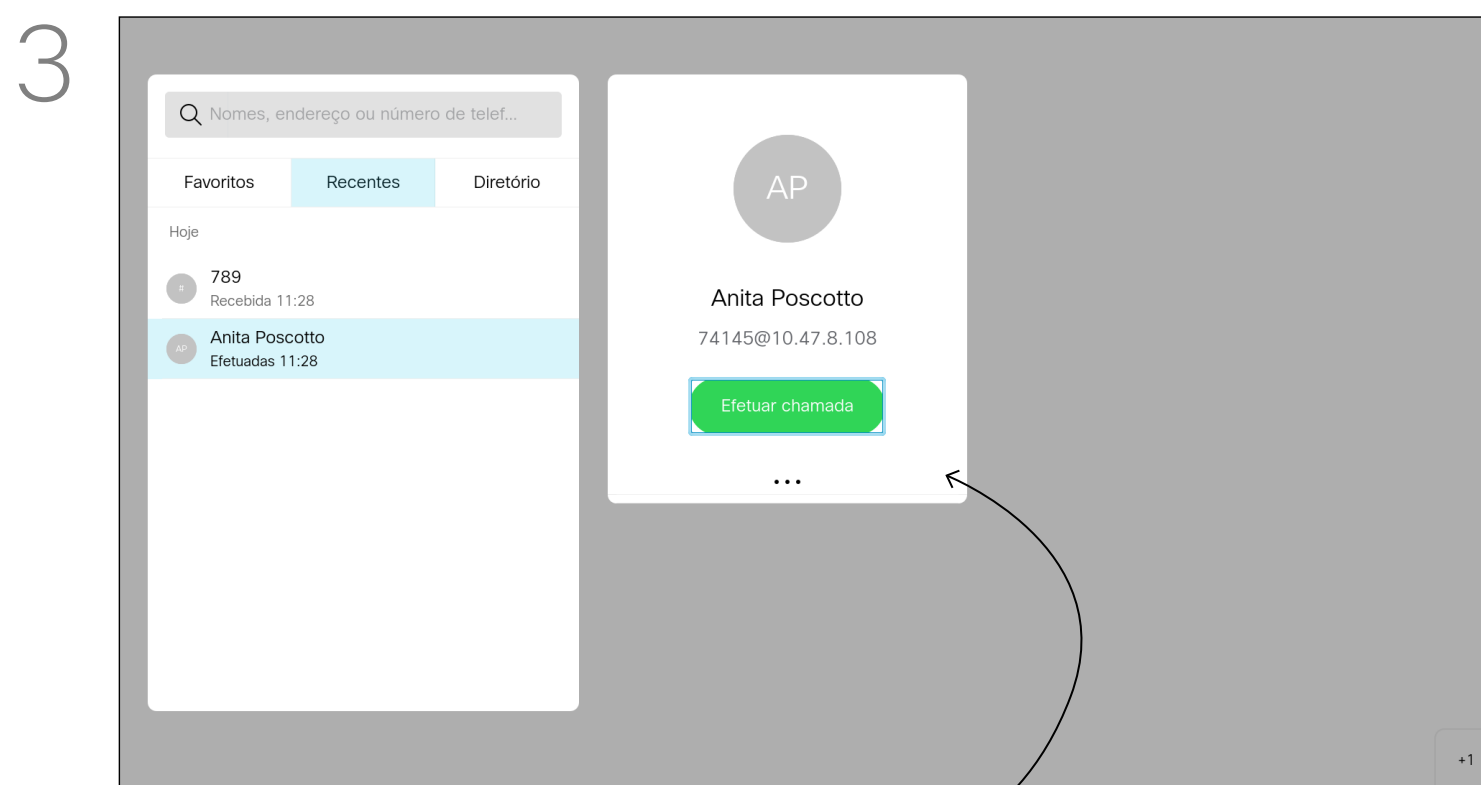 3
Nomes, endereço ou número de telef...
Favoritos Recentes Diretório
Hoje
#
789
Recebida 11:28
AP
Anita Poscotto
Efetuadas 11:28
AP
Anita Poscotto
74145@10.47.8.108
Efetuar chamada
+1